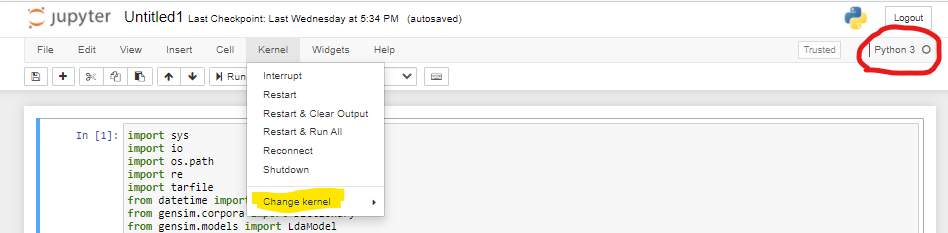 jupyter Untitled1 Last Checkpoint: Last Wednesday at 5:34 PM (autosaved) Logout
File Edit View Insert Cell Kernel Widgets Help Trusted Python 3
Run
Interrupt
Restart
Restart & Clear Output
Restart & Run All
Reconnect
Shutdown
Change kernel
In [1]: import sys
import io
import os.path
import re
import tarfile
from datetime import
from gensim.corpora import
from gensim.models import LdaModel